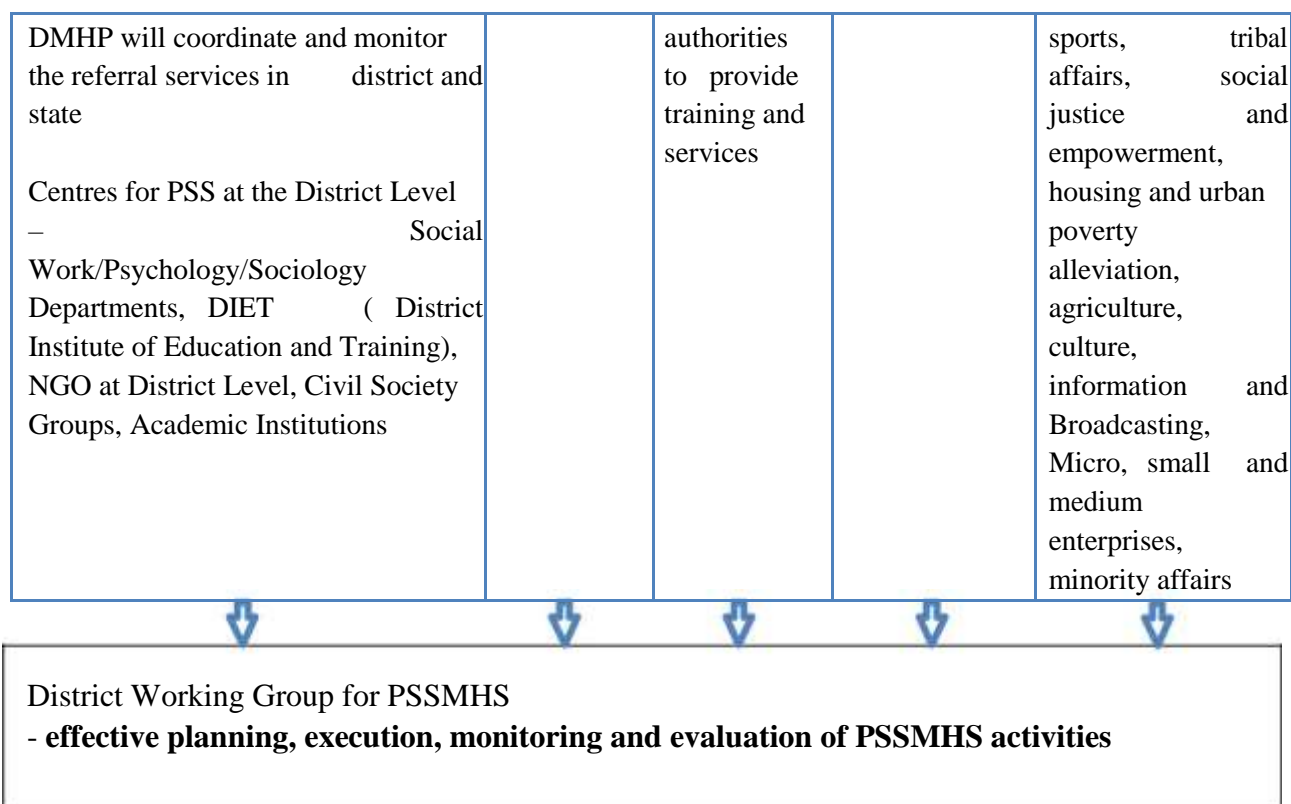 DMHP will coordinate and monitor
the referral services in district and
state
Centres for PSS at the District Level
– Social
Work/Psychology/Sociology
Departments, DIET ( District
Institute of Education and Training),
NGO at District Level, Civil Society
Groups, Academic Institutions
authorities
to provide
training and
services
sports, tribal
affairs, social
justice and
empowerment,
housing and urban
poverty
alleviation,
agriculture,
culture,
information and
Broadcasting,
Micro, small and
medium
enterprises,
minority affairs
District Working Group for PSSMHS
- effective planning, execution, monitoring and evaluation of PSSMHS activities